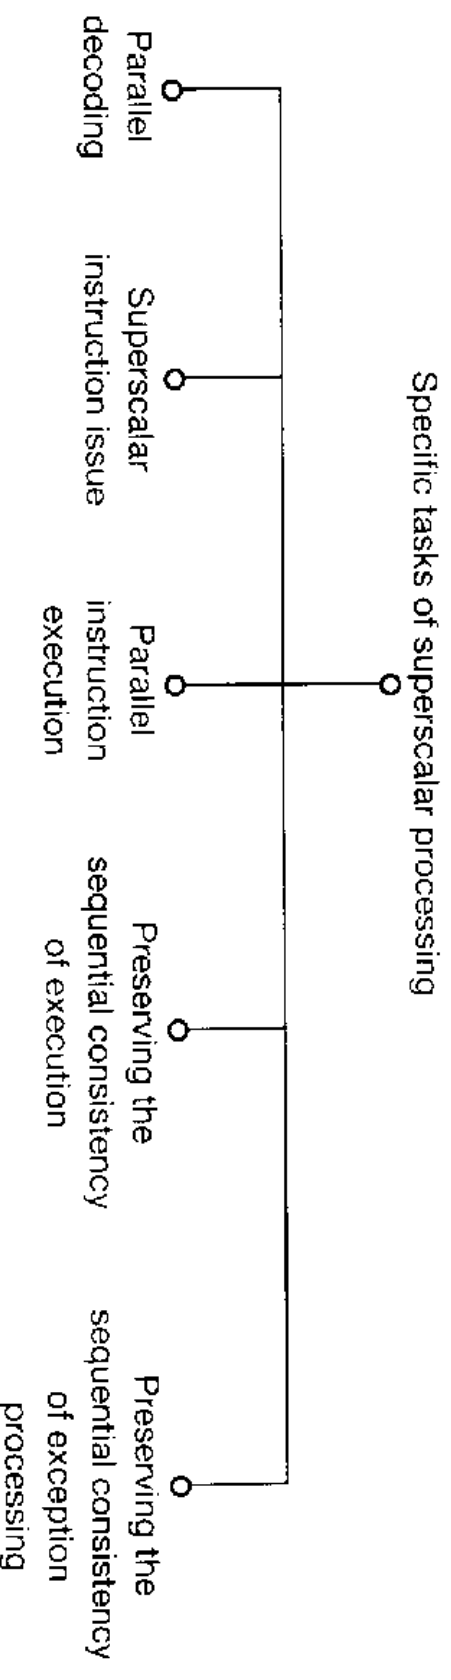 Specific tasks of superscalar processing
Parallel
decoding
Superscalar
instruction issue
Parallel
instruction
execution
Preserving the
sequential consistency
of execution
Preserving the
sequential consistency
of exception
processing